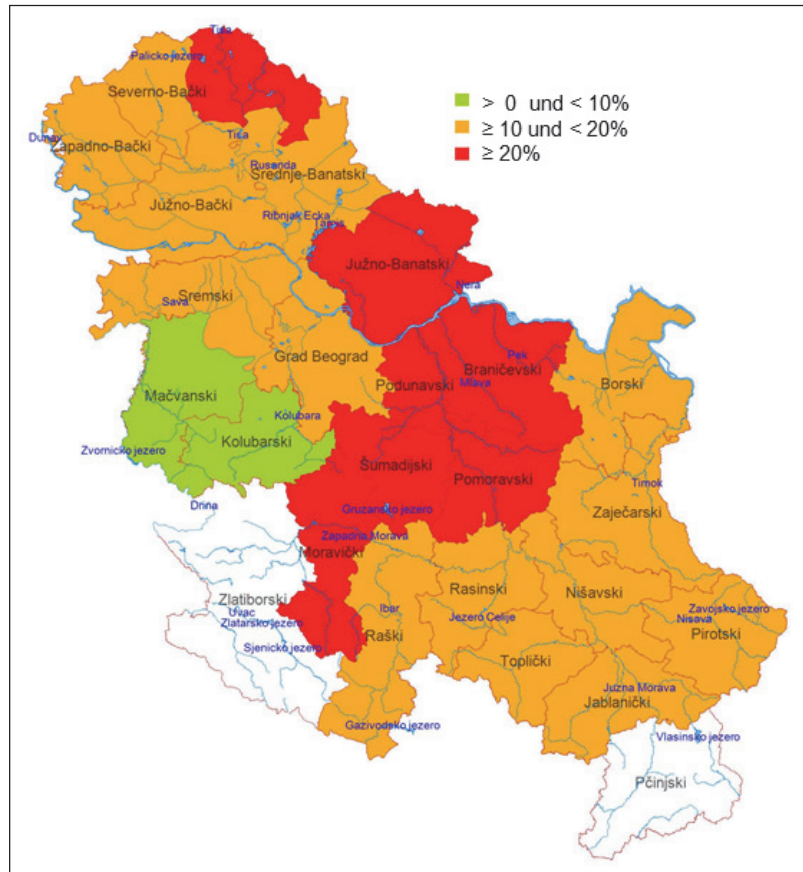 Tisa
Palicko jezero
Severno-Bački
> 0 und < 10%
≥ 10 und < 20%
≥ 20%
Dunav
Zapadno-Bački
Tisa
Rusanda
Srednje-Banatski
Južno-Bački
Ribnjak Ecka
Tamis
Južno-Banatski
Nera
Sremski
Sava
Grad Beograd
Pek
Braničevski
Podunavski
Mlava
Borski
Mačvanski
Kolubara
Kolubarski
Zvornicko jezero
Šumadijski
Pomoravski
Timok
Drina
Gruzansko jezero
Zaječarski
Zapadna Morava
Moravički
Rasinski
Nišavski
Zlatiborski
Uvac
Ibar
Zlatarsko jezero
Jezero Celije
Zavojsko jezero
Nisava
Raški
Pirotski
Sjenicko jezero
Toplički
Juzna Morava
Jablanički
Gazivodsko jezero
Vlasinsko jezero
Pčinjski